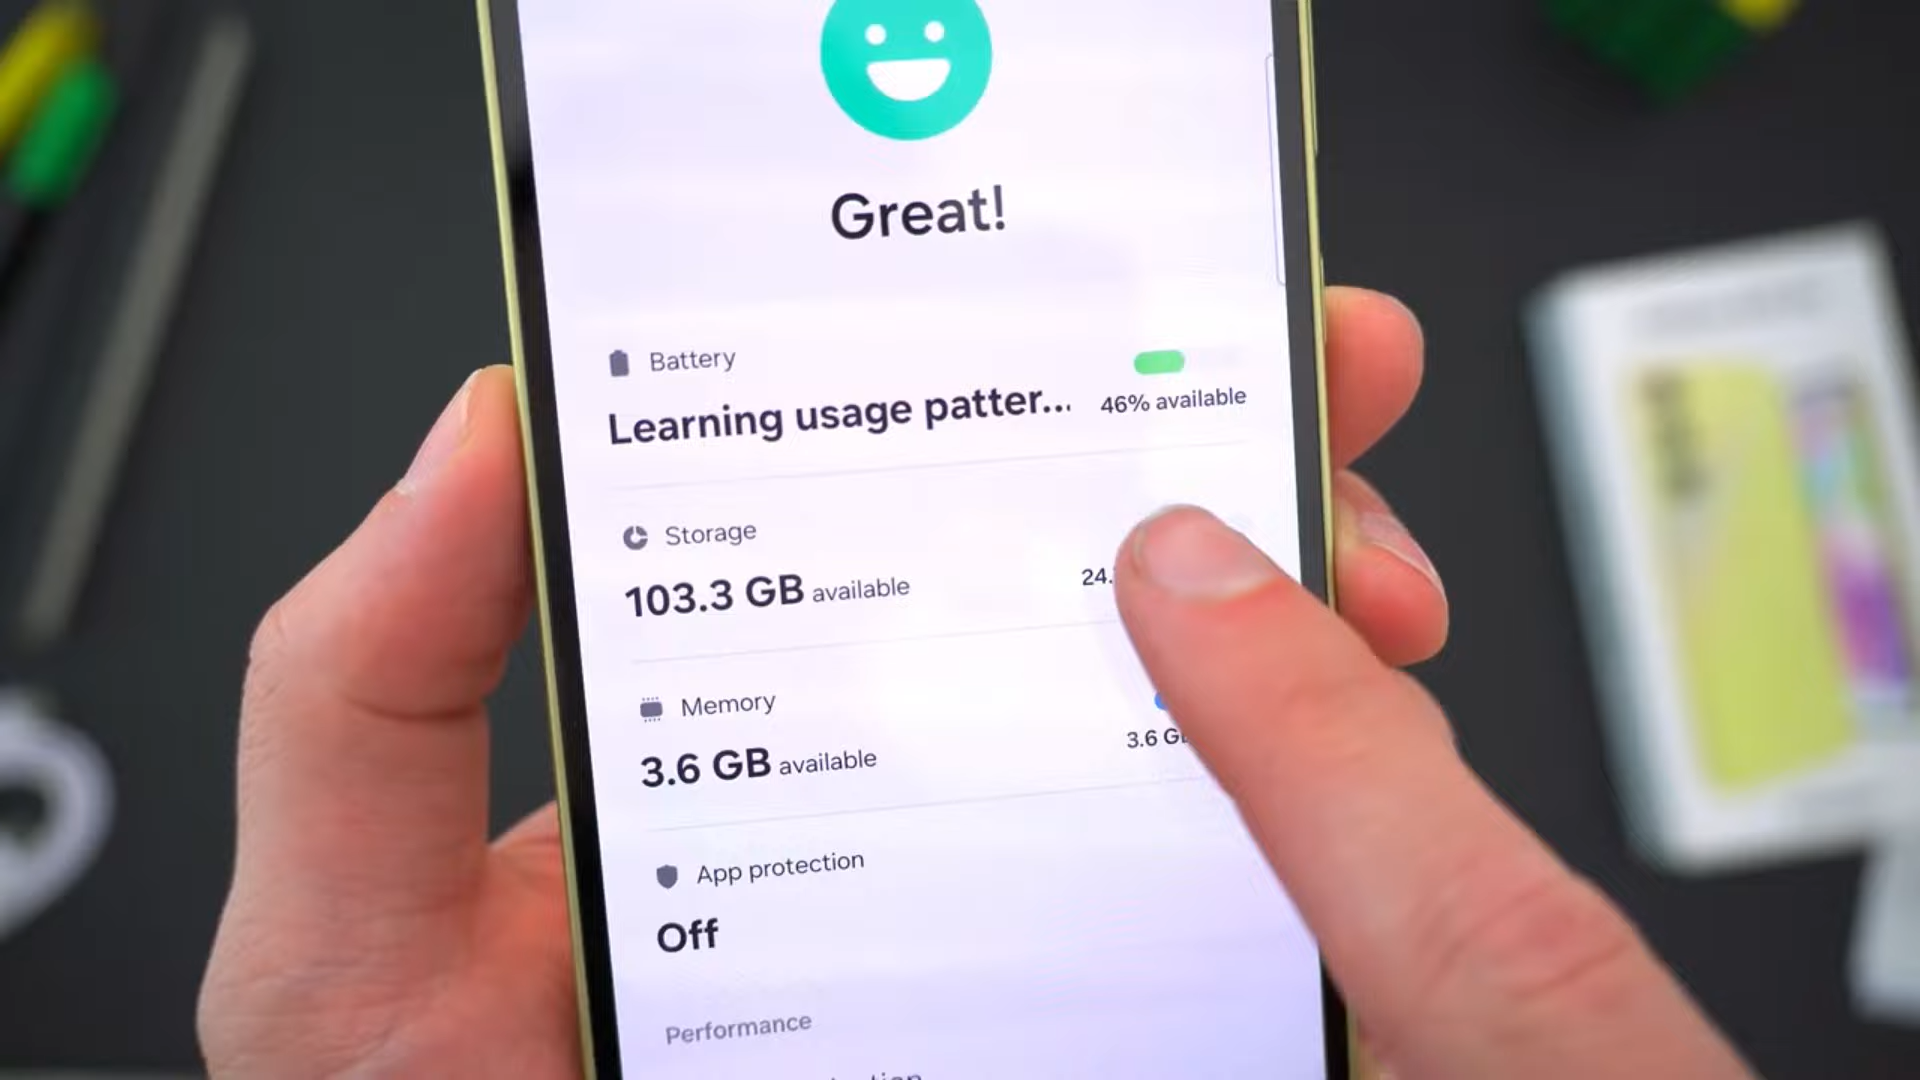 Great!
Battery
Learning usage patter...
46% available
Storage
103.3 GB available
24.
Memory
3.6 GB available
3.6 G
App protection
Off
Performance